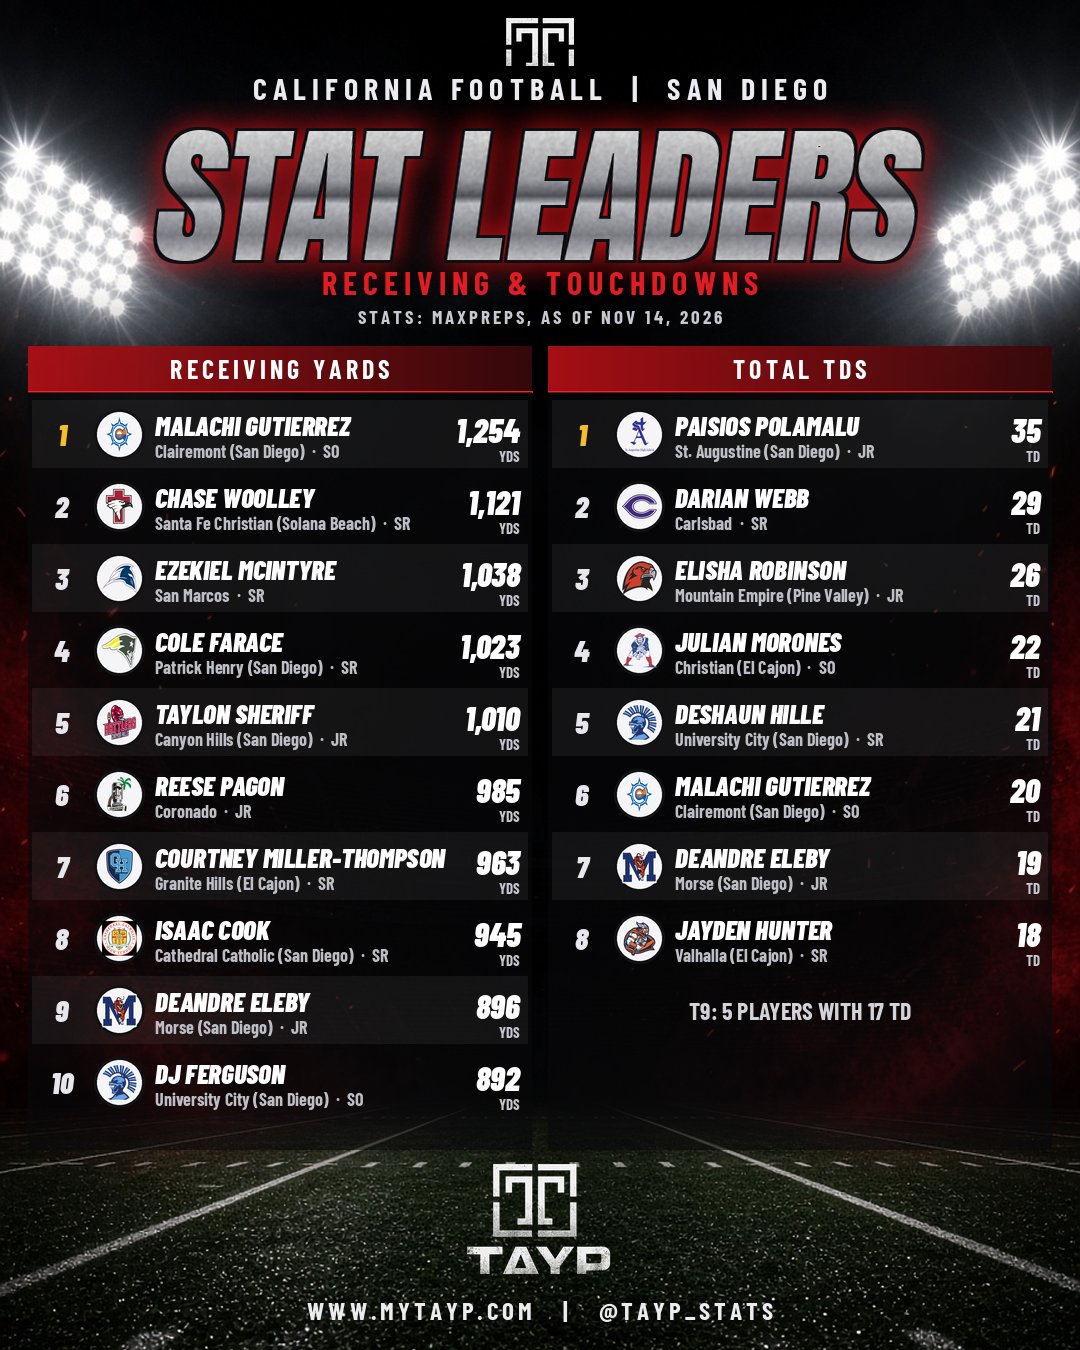 CALIFORNIA FOOTBALL | SAN DIEGO
STAT LEADERS
RECEIVING & TOUCHDOWNS
STATS: MAXPREPS, AS OF NOV 14, 2026
RECEIVING YARDS
1 MALACHI GUTIERREZ 1,254
Clairemont (San Diego) · SO YDS
2 CHASE WOOLLEY 1,121
Santa Fe Christian (Solana Beach) · SR YDS
3 EZEKIEL MCINTYRE 1,038
San Marcos · SR YDS
4 COLE FARACE 1,023
Patrick Henry (San Diego) · SR YDS
5 TAYLON SHERIFF 1,010
Canyon Hills (San Diego) · JR YDS
6 REESE PAGON 985
Coronado · JR YDS
7 COURTNEY MILLER-THOMPSON 963
Granite Hills (El Cajon) · SR YDS
8 ISAAC COOK 945
Cathedral Catholic (San Diego) · SR YDS
9 DEANDRE ELEBY 896
Morse (San Diego) · JR YDS
10 DJ FERGUSON 892
University City (San Diego) · SO YDS
TOTAL TDS
1 PAISIOS POLAMALU 35
St. Augustine (San Diego) · JR TD
2 DARIAN WEBB 29
Carlsbad · SR TD
3 ELISHA ROBINSON 26
Mountain Empire (Pine Valley) · JR TD
4 JULIAN MORONES 22
Christian (El Cajon) · SO TD
5 DESHAUN HILLE 21
University City (San Diego) · SR TD
6 MALACHI GUTIERREZ 20
Clairemont (San Diego) · SO TD
7 DEANDRE ELEBY 19
Morse (San Diego) · JR TD
8 JAYDEN HUNTER 18
Valhalla (El Cajon) · SR TD
T9: 5 PLAYERS WITH 17 TD
TAYP
WWW.MYTAYP.COM | @TAYP_STATS